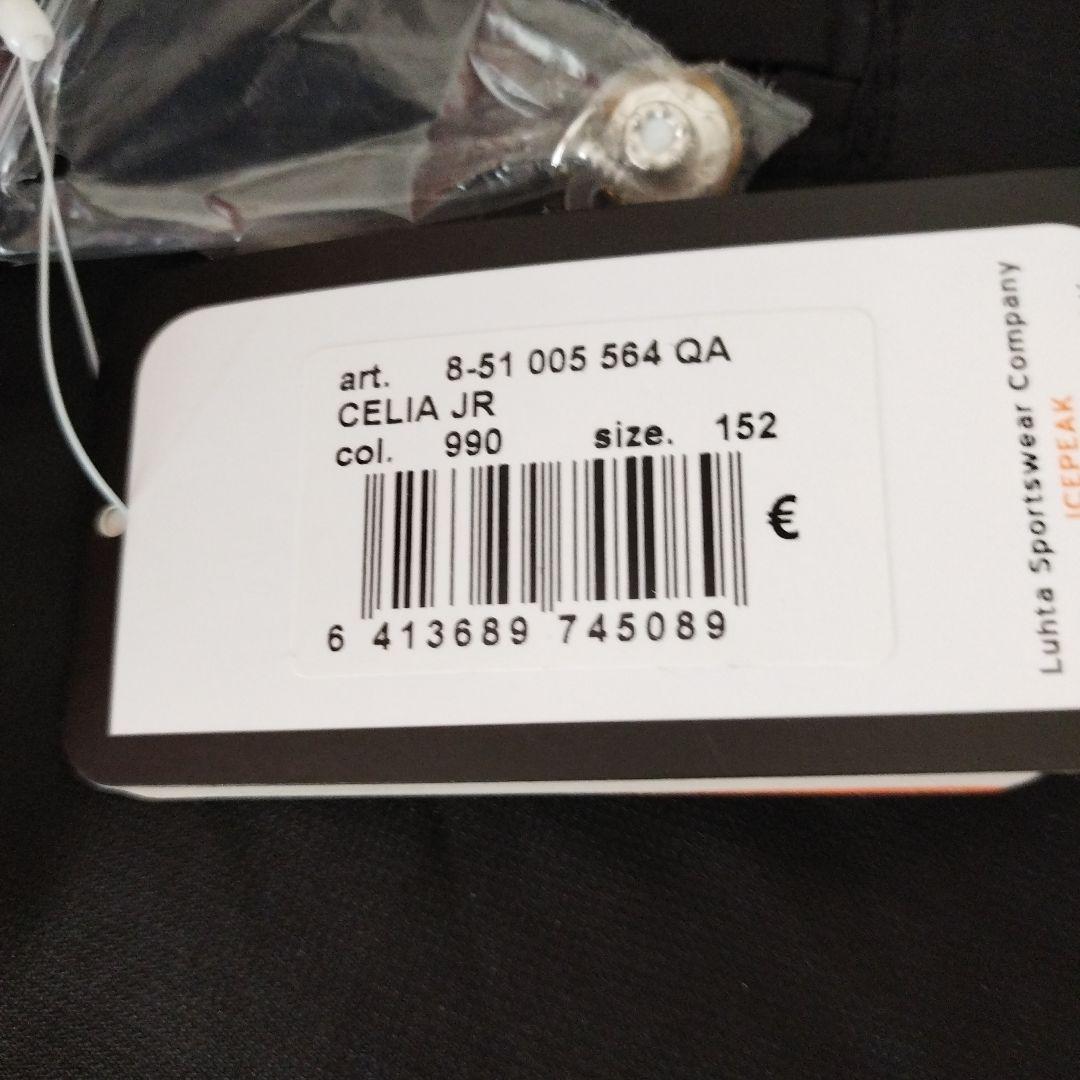 art. 8-51 005 564 QA
CELIA JR
col. 990 size. 152
€
6 413689 745089
Luhta Sportswear Company
ICEPEAK